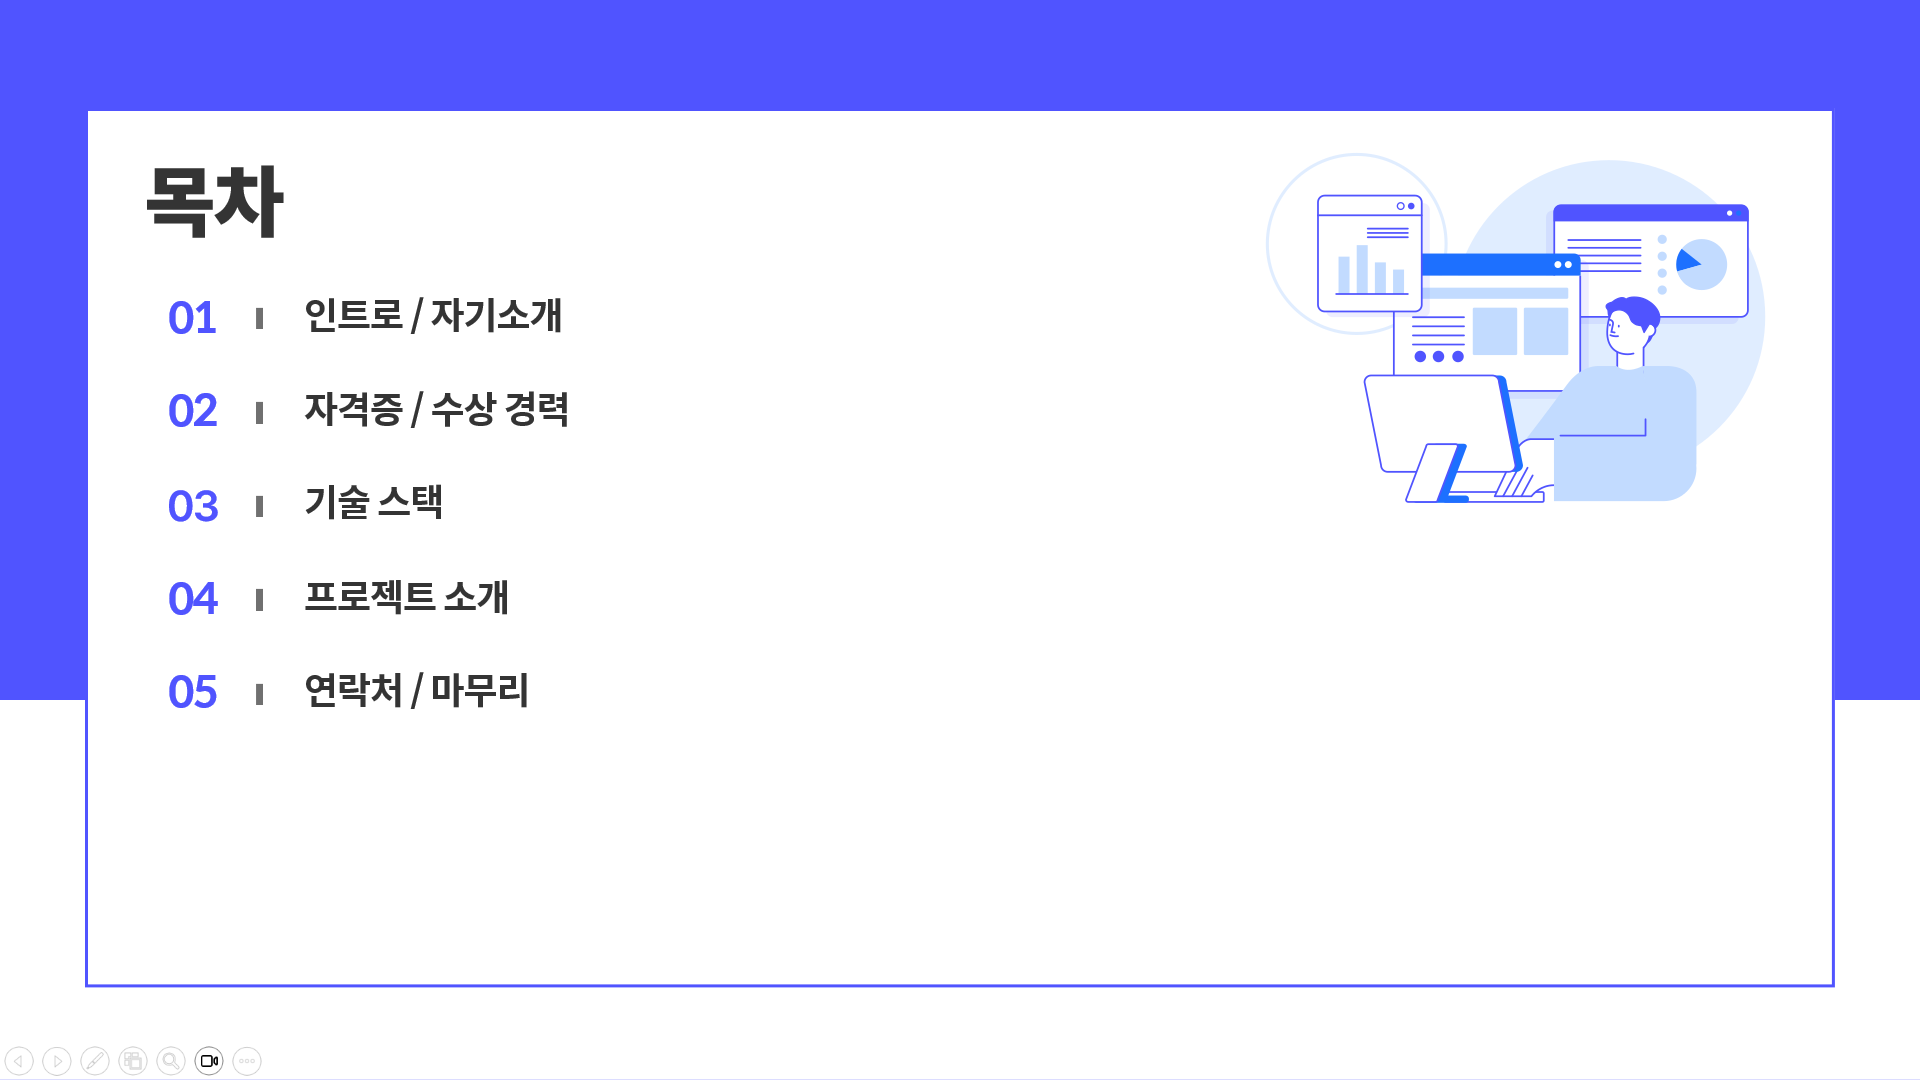 목차
01 인트로 / 자기소개
02 자격증 / 수상 경력
03 기술 스택
04 프로젝트 소개
05 연락처 / 마무리